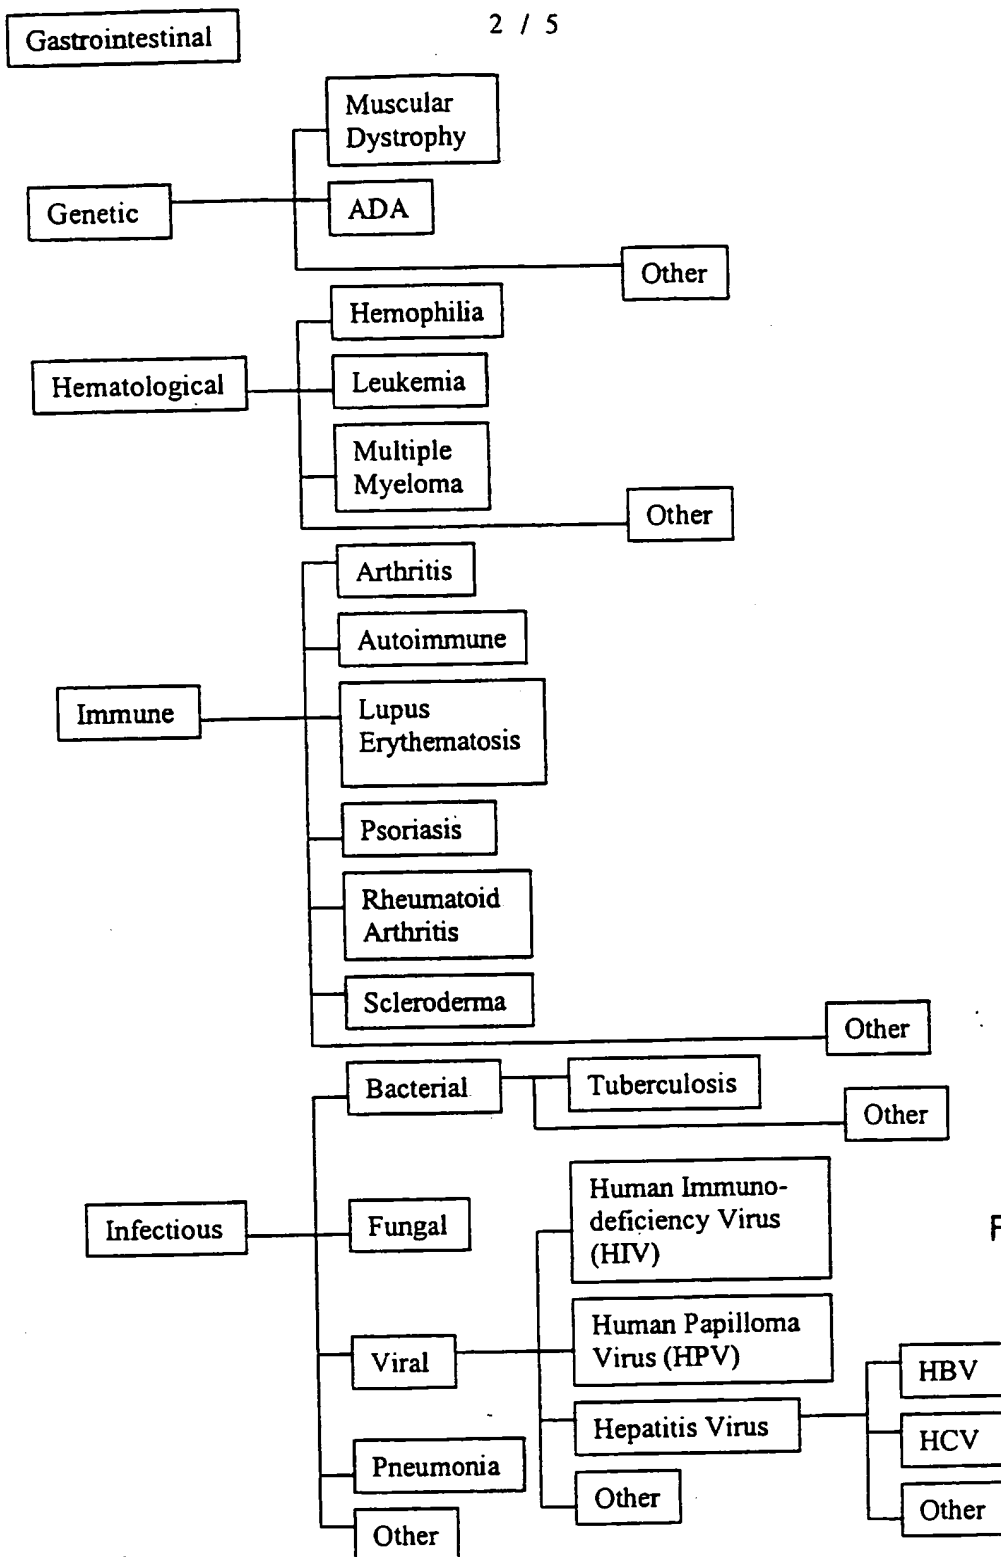 2 / 5
Gastrointestinal
Muscular
Dystrophy
Genetic
ADA
Other
Hemophilia
Hematological
Leukemia
Multiple
Myeloma
Other
Arthritis
Autoimmune
Immune
Lupus
Erythematosis
Psoriasis
Rheumatoid
Arthritis
Scleroderma
Other
Bacterial
Tuberculosis
Other
Infectious
Fungal
Human Immuno-
deficiency Virus
(HIV)
F
Viral
Human Papilloma
Virus (HPV)
Hepatitis Virus
HBV
HCV
Other
Other
Pneumonia
Other